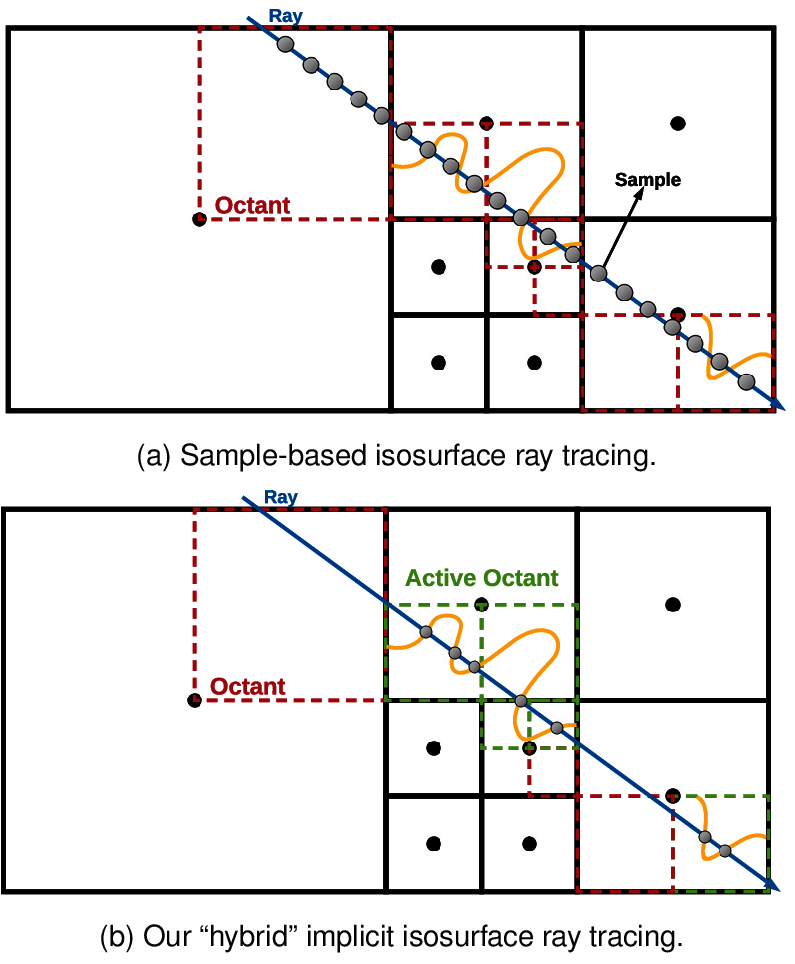 Ray
Octant
Sample
(a) Sample-based isosurface ray tracing.
Ray
Active Octant
Octant
(b) Our “hybrid” implicit isosurface ray tracing.